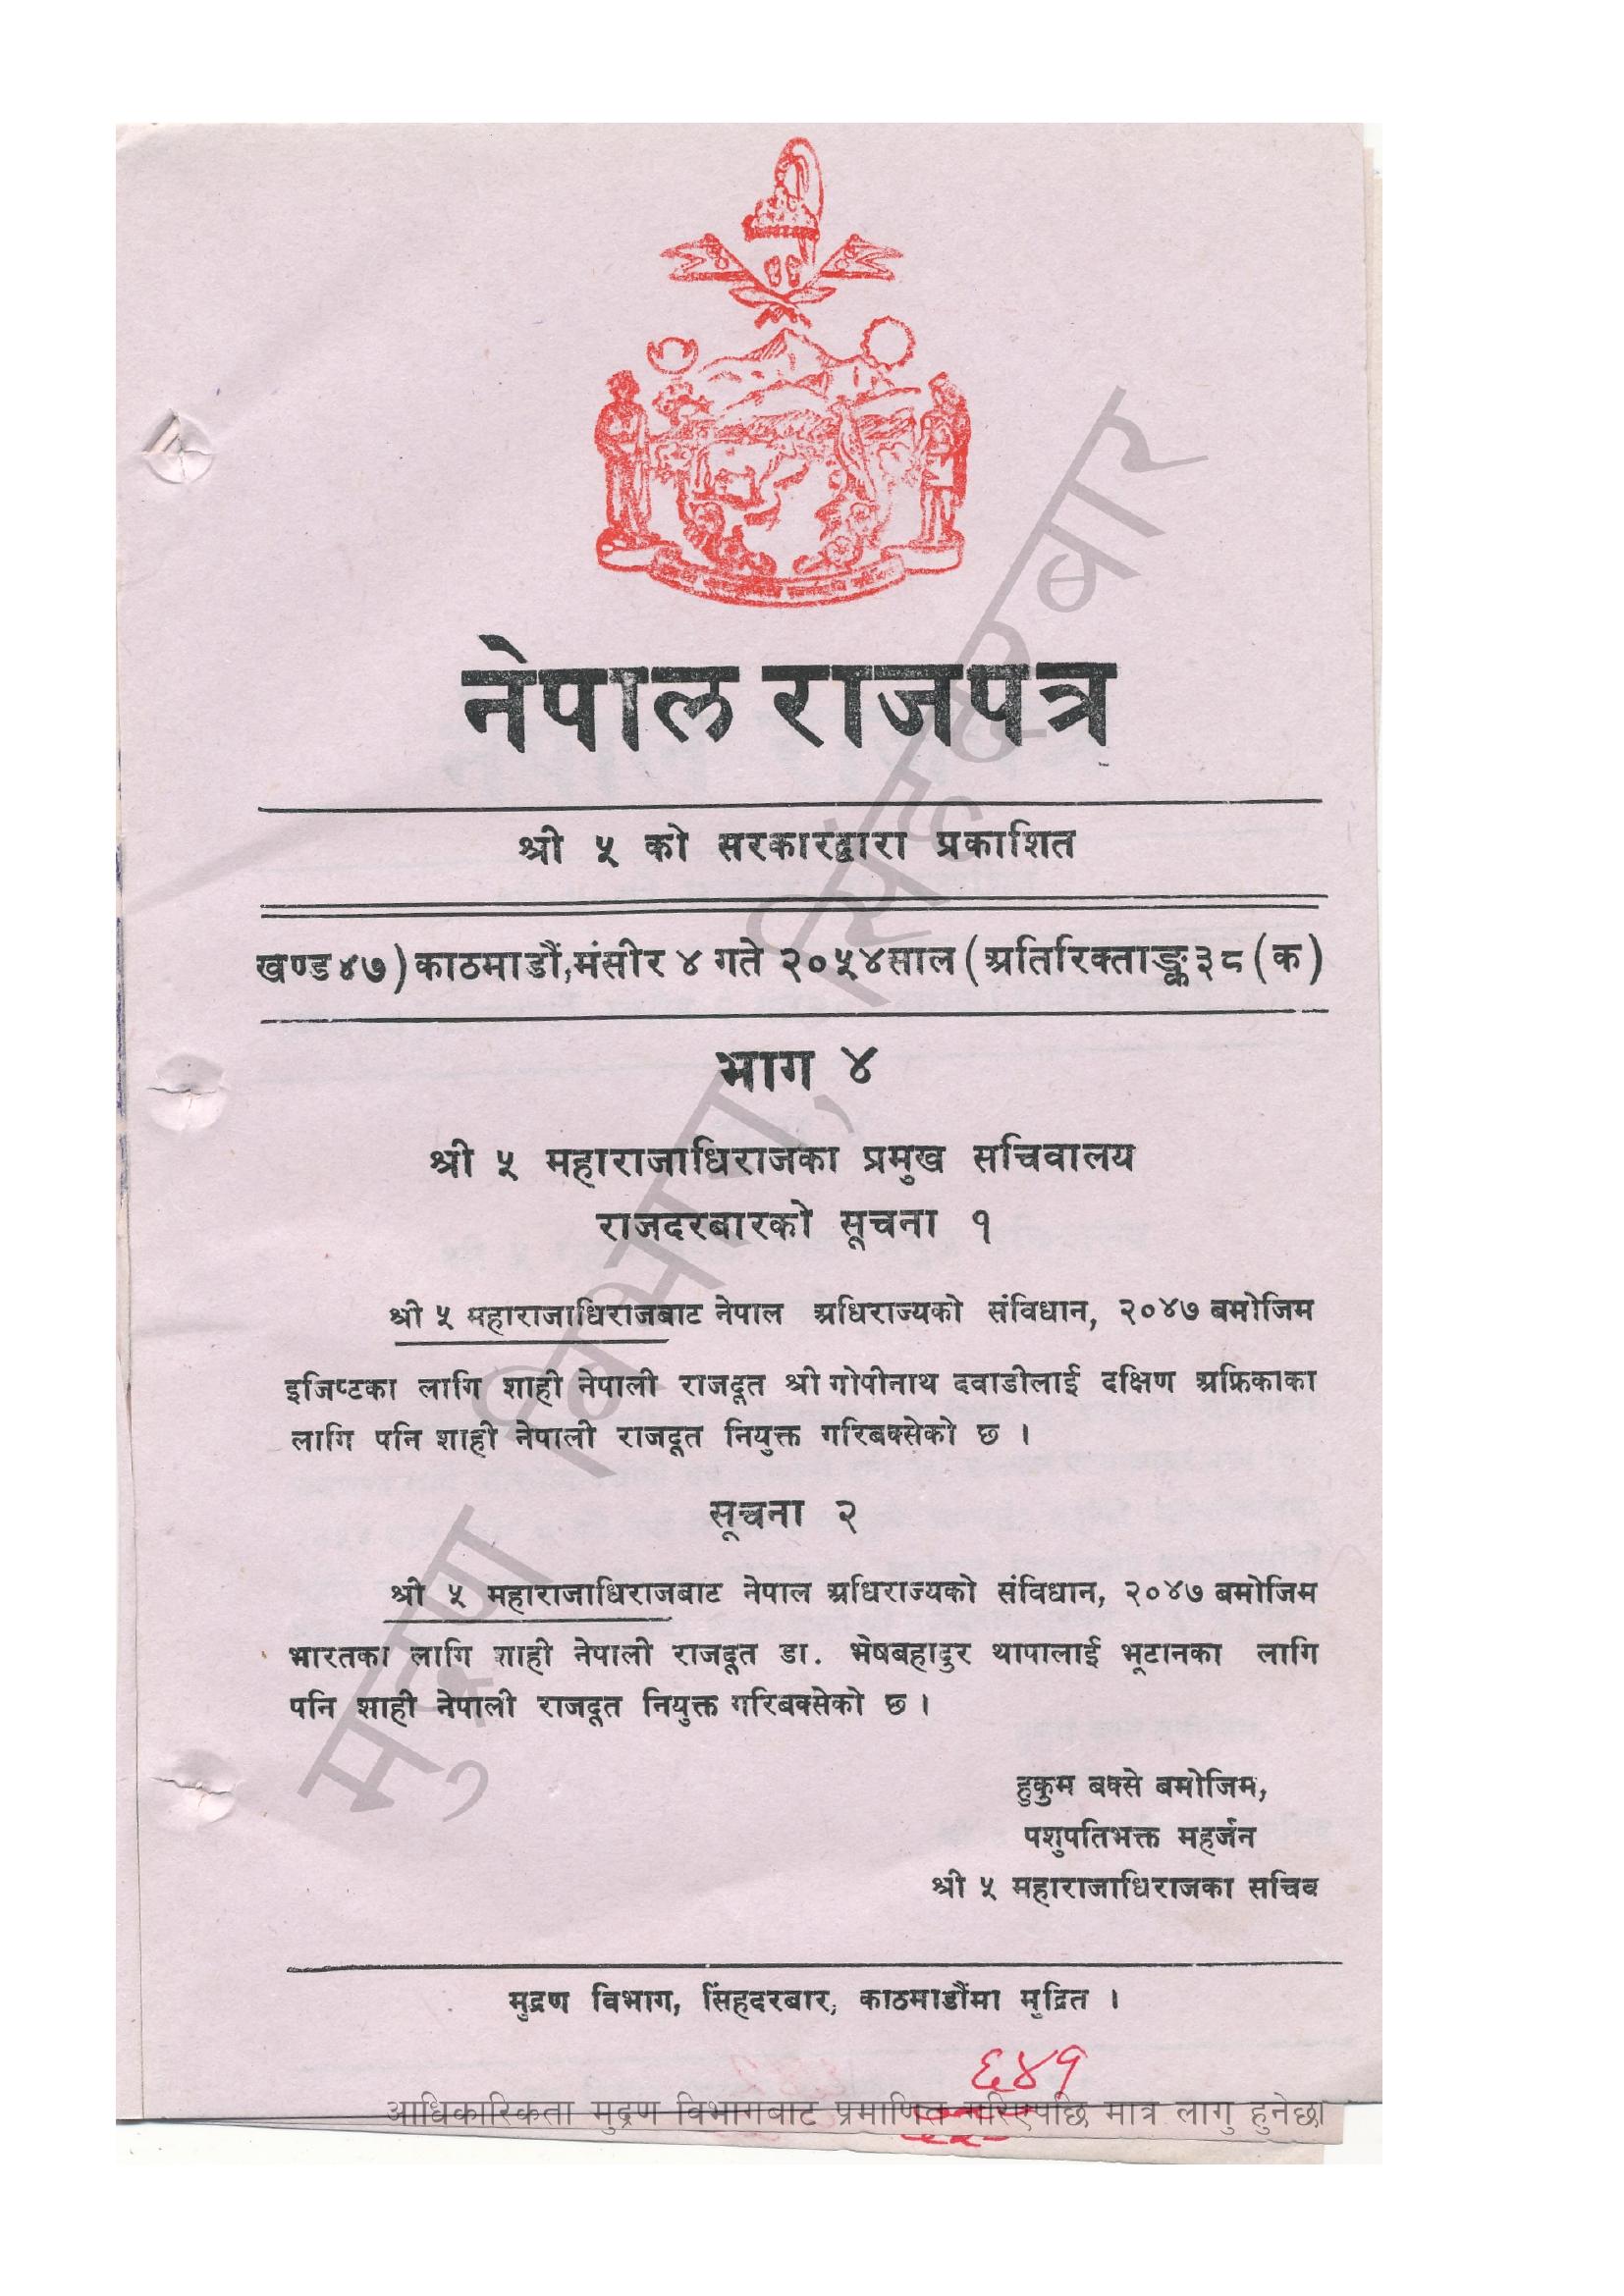 नेपाल राजपत्र
श्री ५ को सरकारद्वारा प्रकाशित
खण्ड ४७) काठमाडौं, मंसीर ४ गते २०५४ साल (अतिरिक्ताङ्क ३८ (क)
भाग ४
श्री ५ महाराजाधिराजका प्रमुख सचिवालय
राजदरबारको सूचना १
श्री ५ महाराजाधिराजबाट नेपाल अधिराज्यको संविधान, २०४७ बमोजिम
इजिप्टका लागि शाही नेपाली राजदूत श्री गोपीनाथ दवाडीलाई दक्षिण अफ्रिकाका
लागि पनि शाही नेपाली राजदूत नियुक्त गरिबक्सेको छ ।
सूचना २
श्री ५ महाराजाधिराजबाट नेपाल अधिराज्यको संविधान, २०४७ बमोजिम
भारतका लागि शाही नेपाली राजदूत डा. भेषबहादुर थापालाई भूटानका लागि
पनि शाही नेपाली राजदूत नियुक्त गरिबक्सेको छ ।
हुकुम बक्से बमोजिम,
पशुपतिभक्त महर्जन
श्री ५ महाराजाधिराजका सचिव
मुद्रण विभाग, सिंहदरबार, काठमाडौंमा मुद्रित ।
६४१
आधिकारिकता मुद्रण विभागबाट प्रमाणित गरिएपछि मात्र लागु हुनेछ।
मुद्रण विभाग, सिंहदरबार